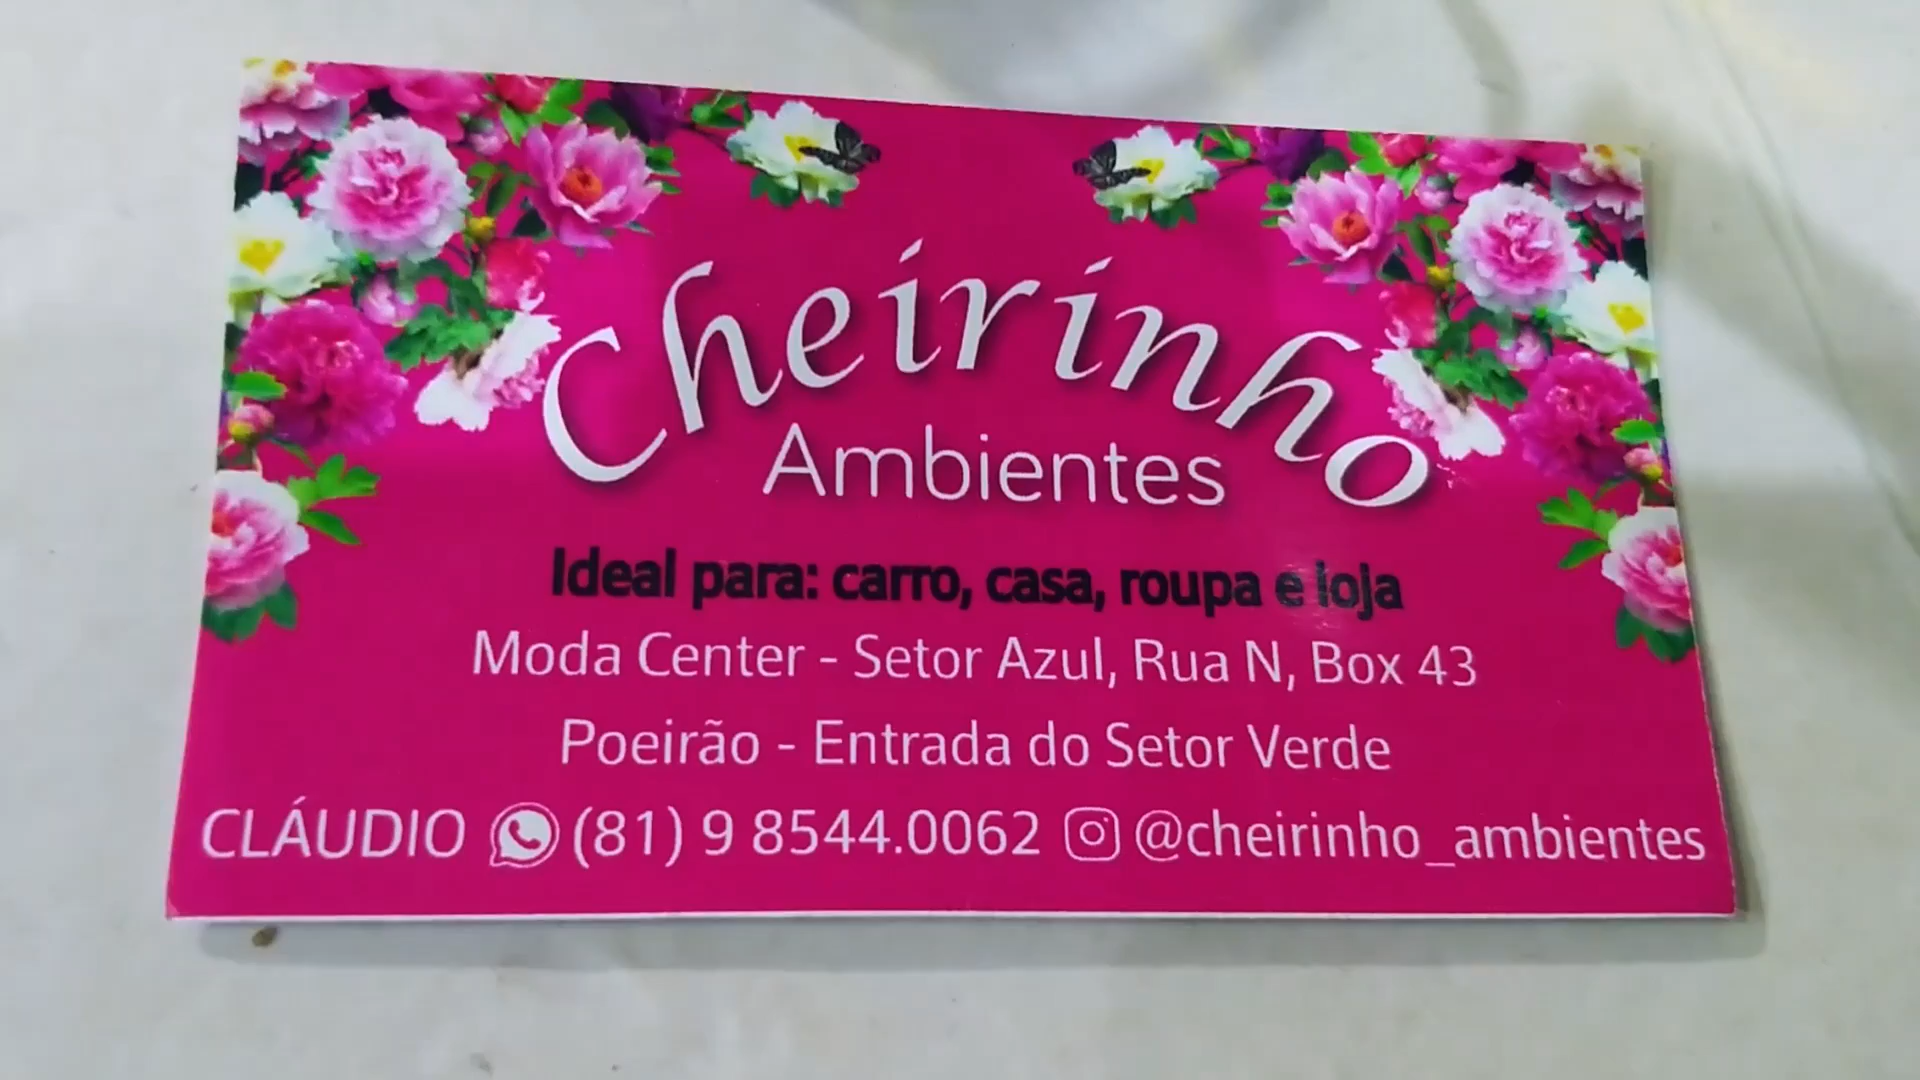 Cheirinho
Ambientes
Ideal para: carro, casa, roupa e loja
Moda Center - Setor Azul, Rua N, Box 43
Poeirão - Entrada do Setor Verde
CLÁUDIO (81) 9 8544.0062 @cheirinho_ambientes